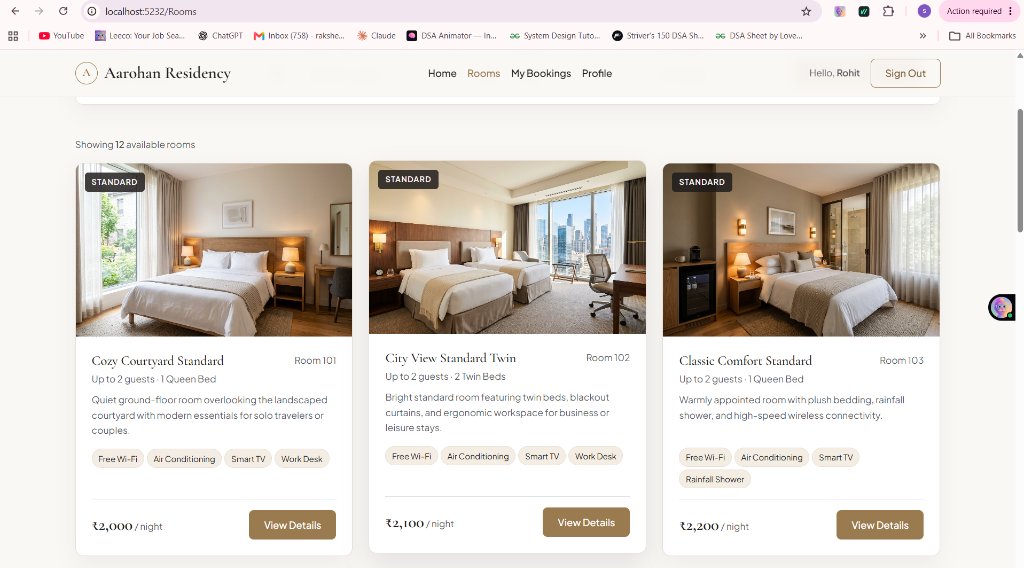 localhost:5232/Rooms
S
Action required
YouTube
Leeco: Your Job Sea...
ChatGPT
Inbox (758) - rakshe...
Claude
DSA Animator — In...
System Design Tuto...
Striver's 150 DSA Sh...
DSA Sheet by Love...
»
All Bookmarks
A
Aarohan Residency
Home
Rooms
My Bookings
Profile
Hello, Rohit
Sign Out
Showing 12 available rooms
STANDARD
Cozy Courtyard Standard
Room 101
Up to 2 guests · 1 Queen Bed
Quiet ground-floor room overlooking the landscaped
courtyard with modern essentials for solo travelers or
couples.
Free Wi-Fi
Air Conditioning
Smart TV
Work Desk
₹2,000 / night
View Details
STANDARD
City View Standard Twin
Room 102
Up to 2 guests · 2 Twin Beds
Bright standard room featuring twin beds, blackout
curtains, and ergonomic workspace for business or
leisure stays.
Free Wi-Fi
Air Conditioning
Smart TV
Work Desk
₹2,100 / night
View Details
STANDARD
Classic Comfort Standard
Room 103
Up to 2 guests · 1 Queen Bed
Warmly appointed room with plush bedding, rainfall
shower, and high-speed wireless connectivity.
Free Wi-Fi
Air Conditioning
Smart TV
Rainfall Shower
₹2,200 / night
View Details